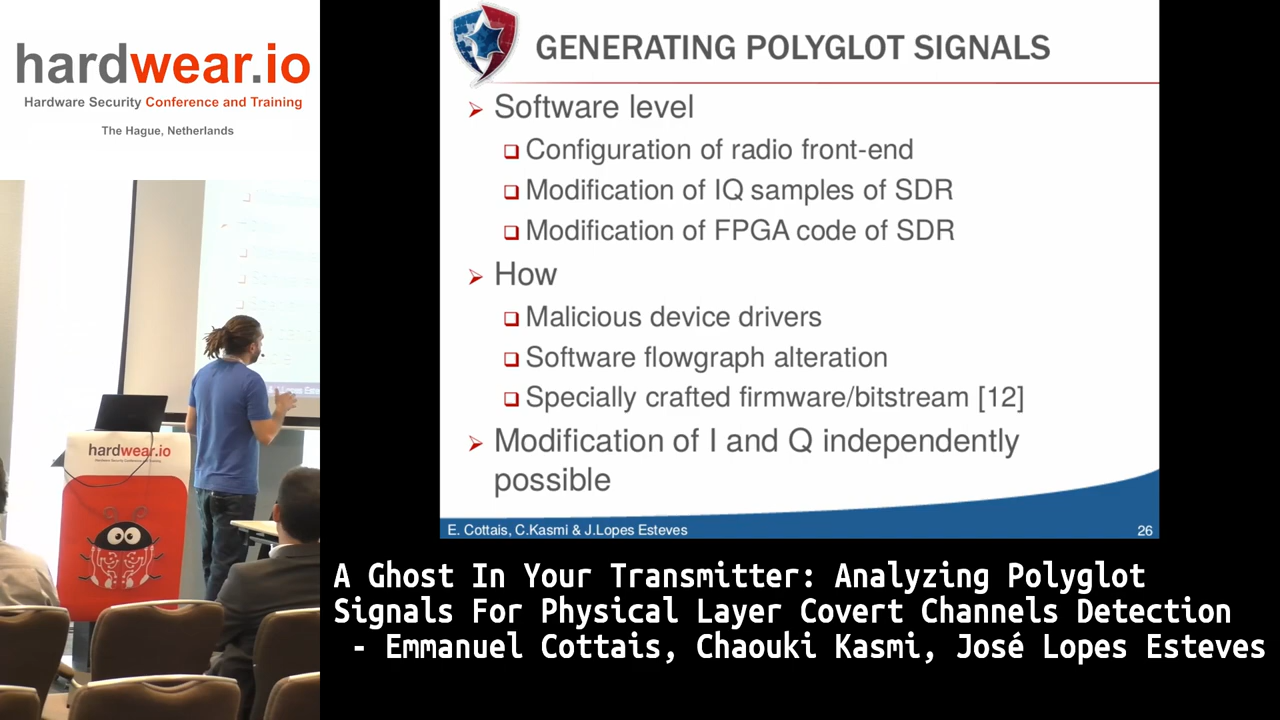 hardwear.io
Hardware Security Conference and Training
The Hague, Netherlands
hardwear.io
GENERATING POLYGLOT SIGNALS
Software level
Configuration of radio front-end
Modification of IQ samples of SDR
Modification of FPGA code of SDR
How
Malicious device drivers
Software flowgraph alteration
Specially crafted firmware/bitstream [12]
Modification of I and Q independently
possible
E. Cottais, C.Kasmi & J.Lopes Esteves
26
A Ghost In Your Transmitter: Analyzing Polyglot
Signals For Physical Layer Covert Channels Detection
- Emmanuel Cottais, Chaouki Kasmi, José Lopes Esteves